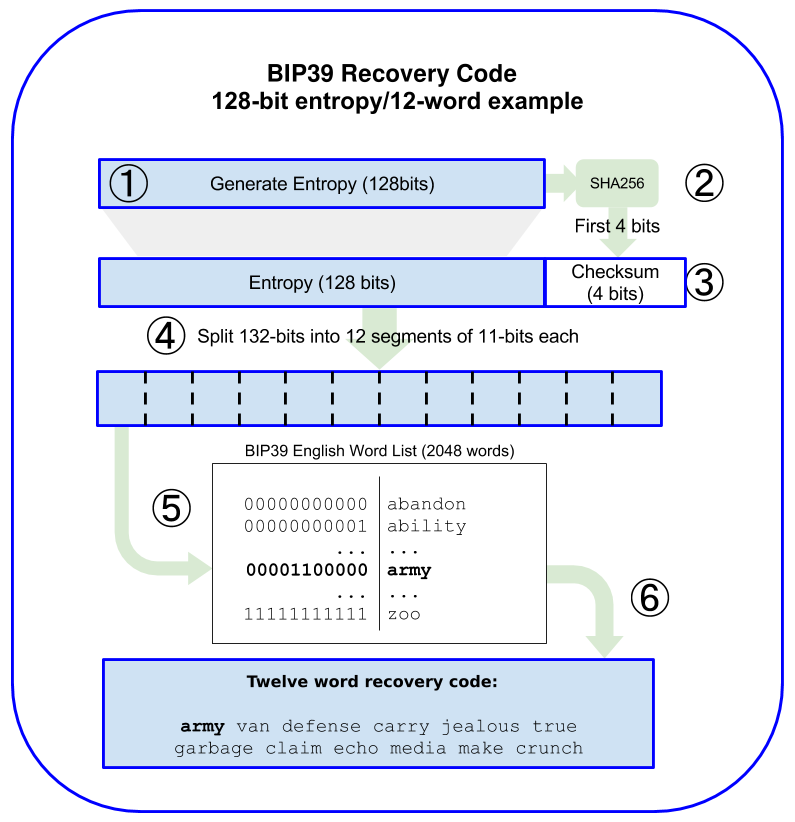 BIP39 Recovery Code
128-bit entropy/12-word example
① Generate Entropy (128bits)
SHA256
②
First 4 bits
Entropy (128 bits)
Checksum
(4 bits)
③
④ Split 132-bits into 12 segments of 11-bits each
BIP39 English Word List (2048 words)
⑤
00000000000 abandon
00000000001 ability
... ...
00001100000 army
... ...
11111111111 zoo
⑥
Twelve word recovery code:
army van defense carry jealous true
garbage claim echo media make crunch